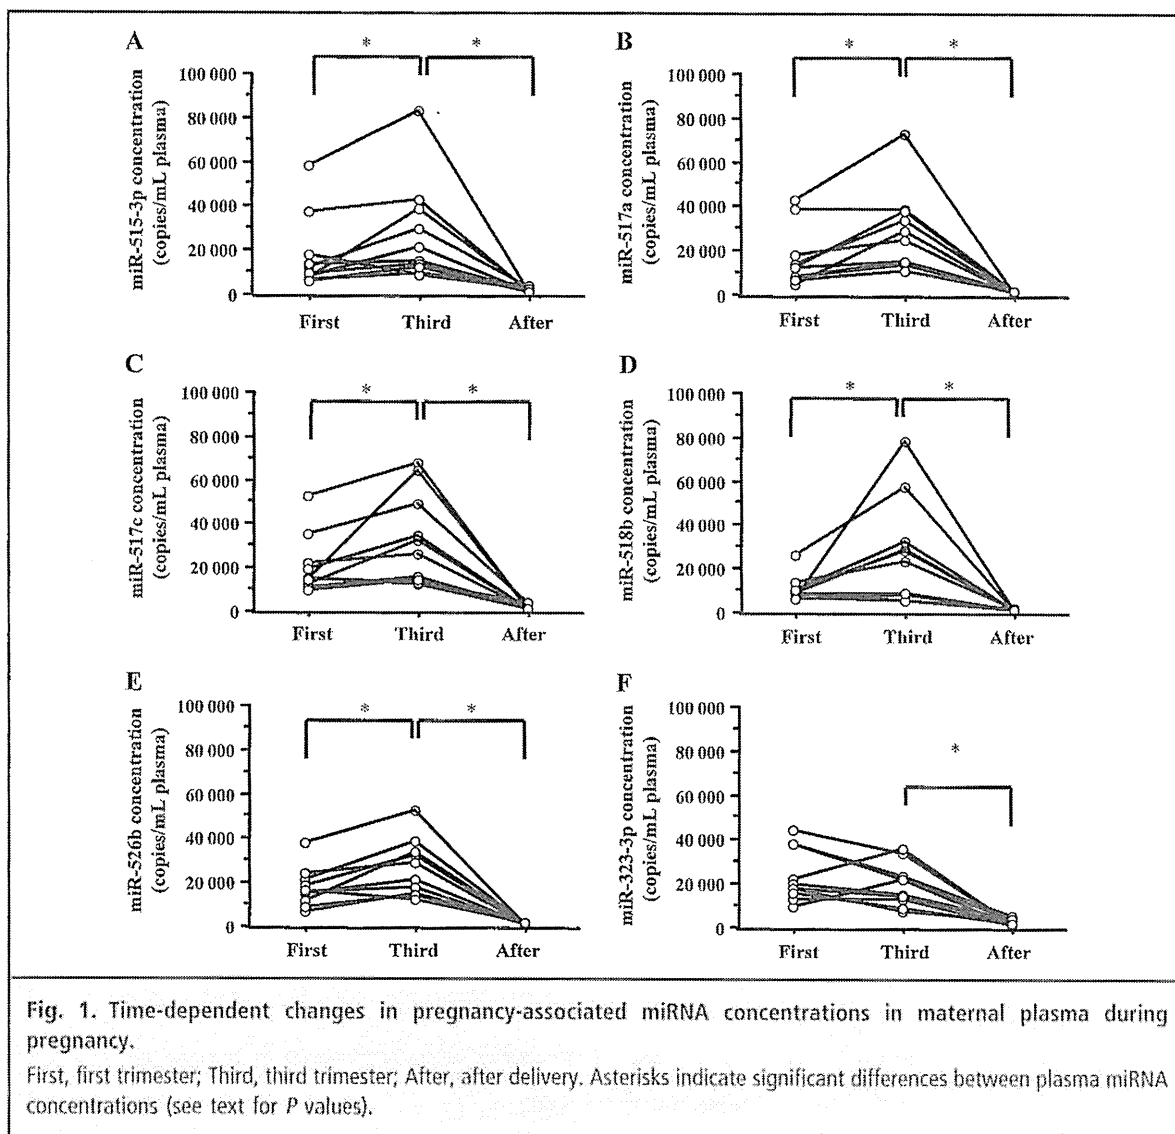 A
*
*
miR-515-3p concentration
(copies/mL plasma)
100 000
80 000
60 000
40 000
20 000
0
First Third After
B
*
*
miR-517a concentration
(copies/mL plasma)
100 000
80 000
60 000
40 000
20 000
0
First Third After
C
*
*
miR-517c concentration
(copies/mL plasma)
100 000
80 000
60 000
40 000
20 000
0
First Third After
D
*
*
miR-518b concentration
(copies/mL plasma)
100 000
80 000
60 000
40 000
20 000
0
First Third After
E
*
*
miR-526b concentration
(copies/mL plasma)
100 000
80 000
60 000
40 000
20 000
0
First Third After
F
*
miR-323-3p concentration
(copies/mL plasma)
100 000
80 000
60 000
40 000
20 000
0
First Third After
Fig. 1. Time-dependent changes in pregnancy-associated miRNA concentrations in maternal plasma during
pregnancy.
First, first trimester; Third, third trimester; After, after delivery. Asterisks indicate significant differences between plasma miRNA
concentrations (see text for P values).